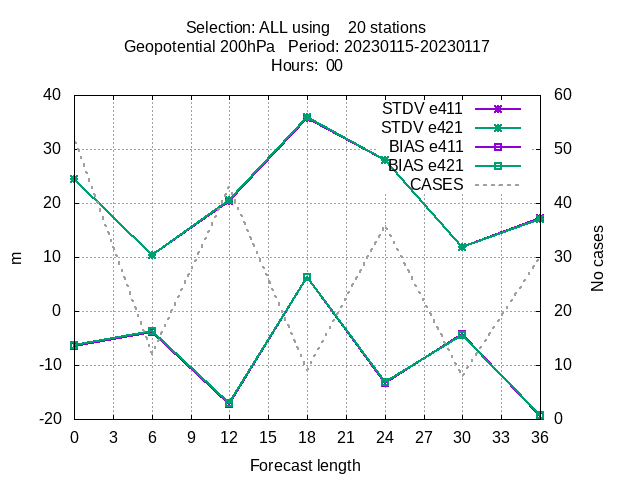 Selection: ALL using 20 stations
Geopotential 200hPa Period: 20230115-20230117
Hours: 00
40
30
20
10
0
-10
-20
m
STDV e411
STDV e421
BIAS e411
BIAS e421
CASES
60
50
40
30
20
10
0
No cases
0 3 6 9 12 15 18 21 24 27 30 33 36
Forecast length